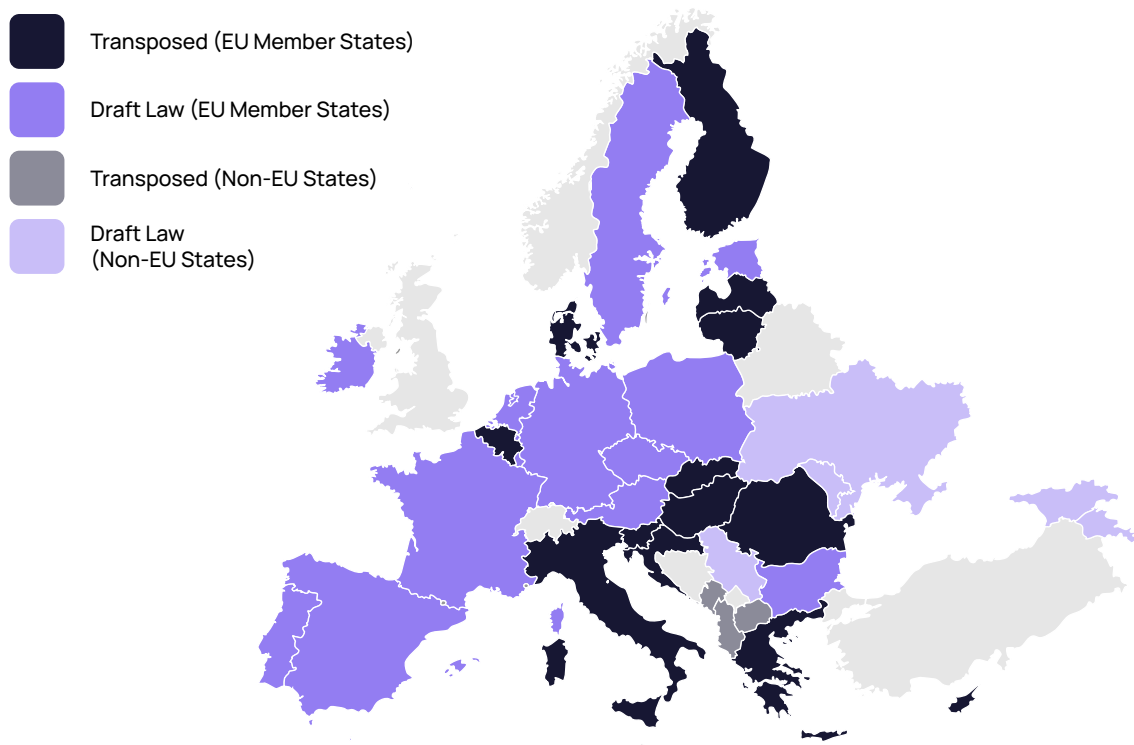 Transposed (EU Member States)
Draft Law (EU Member States)
Transposed (Non-EU States)
Draft Law
(Non-EU States)